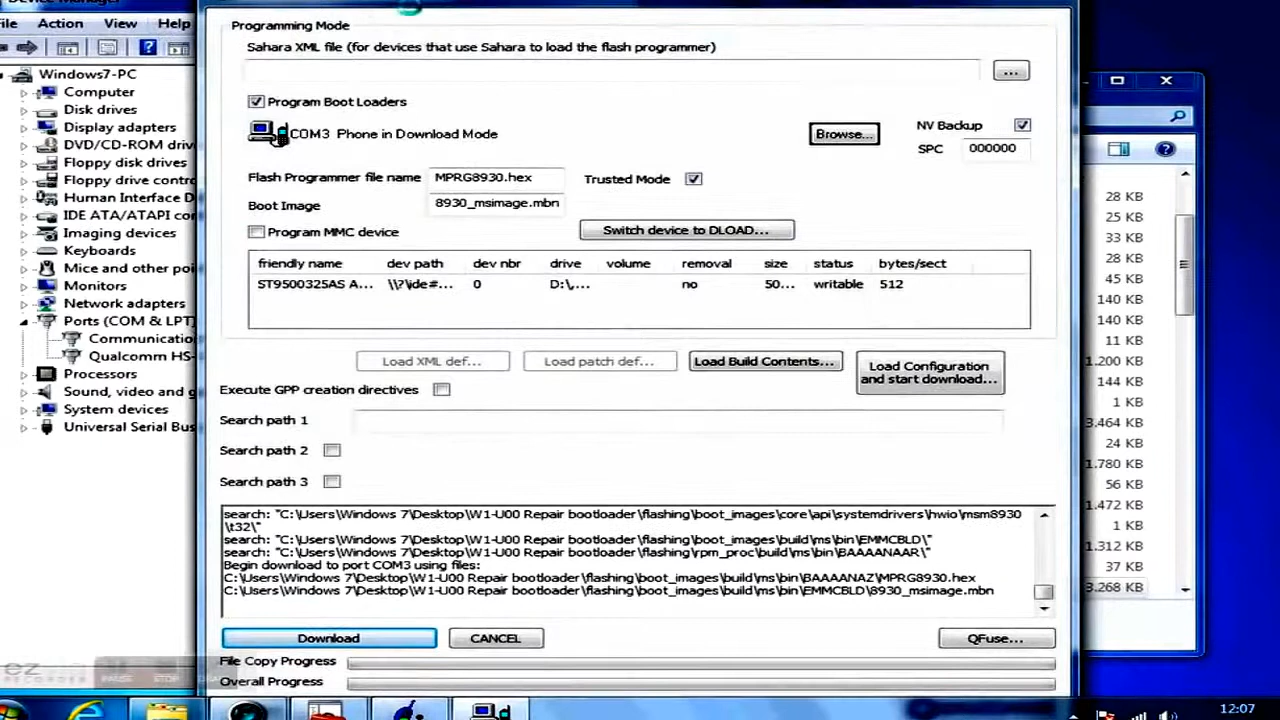 Device Manager
File Action View Help
Windows7-PC
Computer
Disk drives
Display adapters
DVD/CD-ROM driv
Floppy disk drives
Floppy drive contro
Human Interface D
IDE ATA/ATAPI cor
Imaging devices
Keyboards
Mice and other poi
Monitors
Network adapters
Ports (COM & LPT)
Communicatio
Qualcomm HS-
Processors
Sound, video and g
System devices
Universal Serial Bus
Programming Mode
Sahara XML file (for devices that use Sahara to load the flash programmer)
...
Program Boot Loaders
COM3 Phone in Download Mode
Browse...
NV Backup
SPC 000000
Flash Programmer file name MPRG8930.hex
Trusted Mode
Boot Image 8930_msimage.mbn
Program MMC device
Switch device to DLOAD...
friendly name dev path dev nbr drive volume removal size status bytes/sect
ST9500325AS A... \\?\ide#... 0 D:\,... no 50... writable 512
Load XML def... Load patch def... Load Build Contents...
Load Configuration
and start download...
Execute GPP creation directives
Search path 1
Search path 2
Search path 3
search: "C:\Users\Windows 7\Desktop\W1-U00 Repair bootloader\flashing\boot_images\core\api\systemdrivers\hwio\msm8930
\t32\"
search: "C:\Users\Windows 7\Desktop\W1-U00 Repair bootloader\flashing\boot_images\build\ms\bin\EMMCBLD\"
search: "C:\Users\Windows 7\Desktop\W1-U00 Repair bootloader\flashing\rpm_proc\build\ms\bin\BAAAANAAR\"
Begin download to port COM3 using files:
C:\Users\Windows 7\Desktop\W1-U00 Repair bootloader\flashing\boot_images\build\ms\bin\BAAAANAZ\MPRG8930.hex
C:\Users\Windows 7\Desktop\W1-U00 Repair bootloader\flashing\boot_images\build\ms\bin\EMMCBLD\8930_msimage.mbn
Download CANCEL QFuse...
File Copy Progress
Overall Progress
28 KB
25 KB
33 KB
28 KB
45 KB
140 KB
140 KB
11 KB
1.200 KB
144 KB
1 KB
3.464 KB
24 KB
1.780 KB
56 KB
1.472 KB
1 KB
1.312 KB
37 KB
3.268 KB
ez
RECORDER
PAUSE STOP
12:07